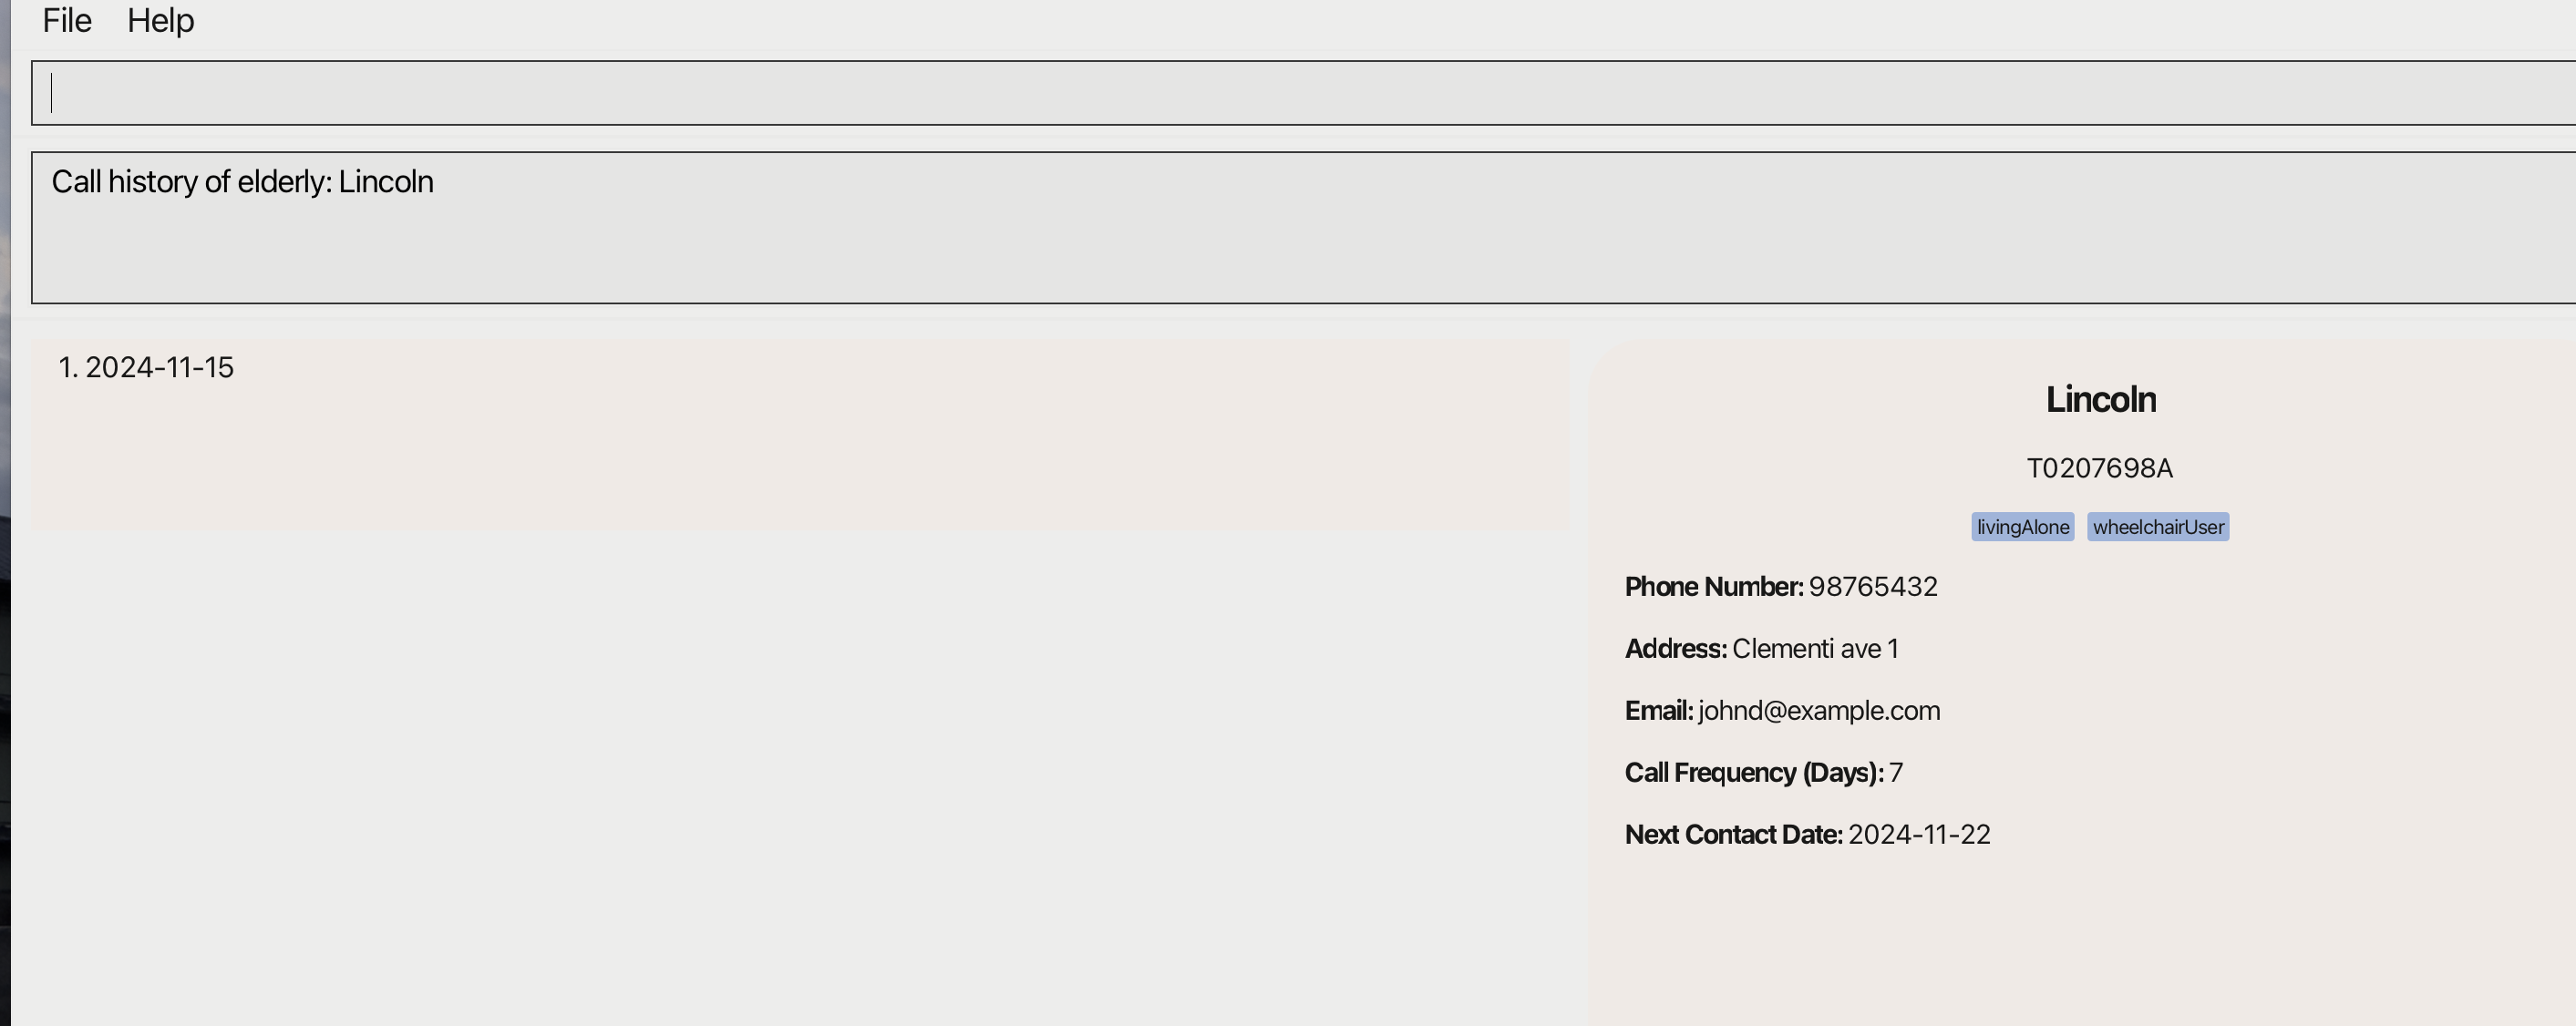 File Help
Call history of elderly: Lincoln
1. 2024-11-15
Lincoln
T0207698A
livingAlone wheelchairUser
Phone Number: 98765432
Address: Clementi ave 1
Email: johnd@example.com
Call Frequency (Days): 7
Next Contact Date: 2024-11-22